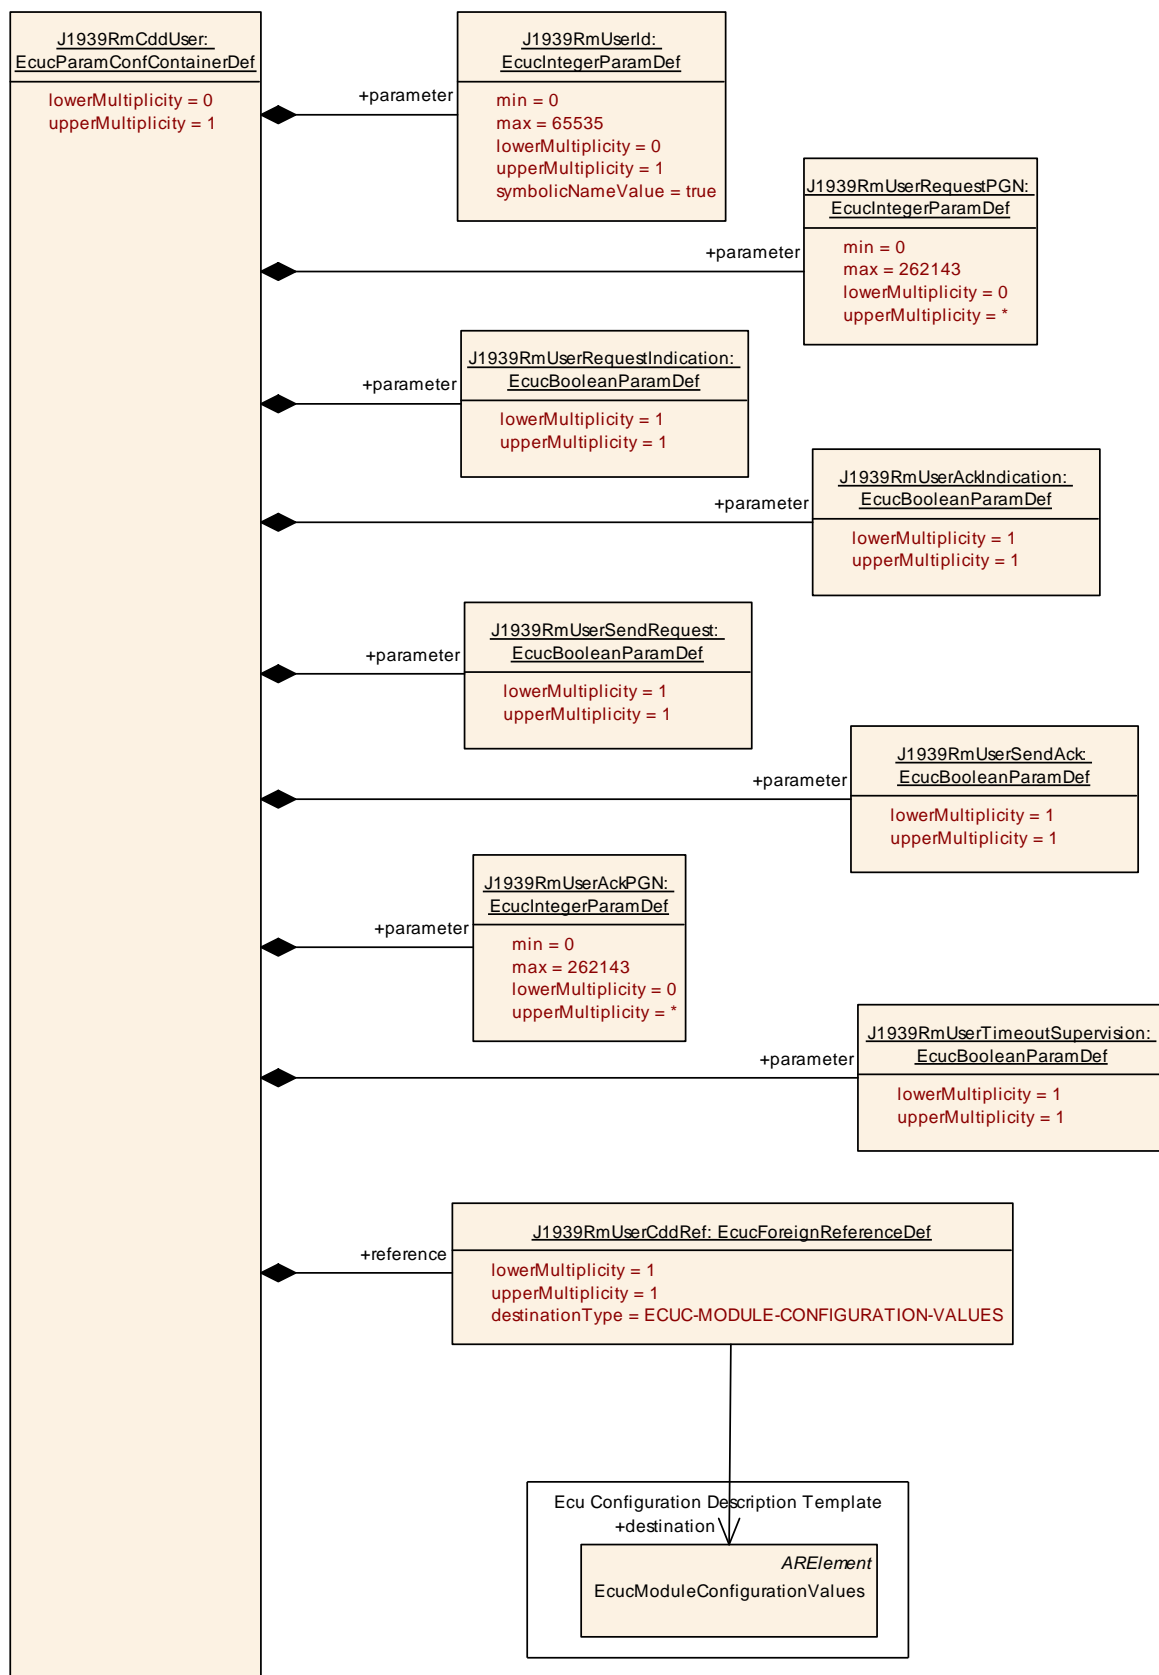 J1939RmCddUser:
EcucParamConfContainerDef
lowerMultiplicity = 0
upperMultiplicity = 1
+parameter
J1939RmUserId:
EcucIntegerParamDef
min = 0
max = 65535
lowerMultiplicity = 0
upperMultiplicity = 1
symbolicNameValue = true
+parameter
J1939RmUserRequestPGN:
EcucIntegerParamDef
min = 0
max = 262143
lowerMultiplicity = 0
upperMultiplicity = *
+parameter
J1939RmUserRequestIndication:
EcucBooleanParamDef
lowerMultiplicity = 1
upperMultiplicity = 1
+parameter
J1939RmUserAckIndication:
EcucBooleanParamDef
lowerMultiplicity = 1
upperMultiplicity = 1
+parameter
J1939RmUserSendRequest:
EcucBooleanParamDef
lowerMultiplicity = 1
upperMultiplicity = 1
+parameter
J1939RmUserSendAck:
EcucBooleanParamDef
lowerMultiplicity = 1
upperMultiplicity = 1
+parameter
J1939RmUserAckPGN:
EcucIntegerParamDef
min = 0
max = 262143
lowerMultiplicity = 0
upperMultiplicity = *
+parameter
J1939RmUserTimeoutSupervision:
EcucBooleanParamDef
lowerMultiplicity = 1
upperMultiplicity = 1
+reference
J1939RmUserCddRef: EcucForeignReferenceDef
lowerMultiplicity = 1
upperMultiplicity = 1
destinationType = ECUC-MODULE-CONFIGURATION-VALUES
Ecu Configuration Description Template
+destination
ARElement
EcucModuleConfigurationValues